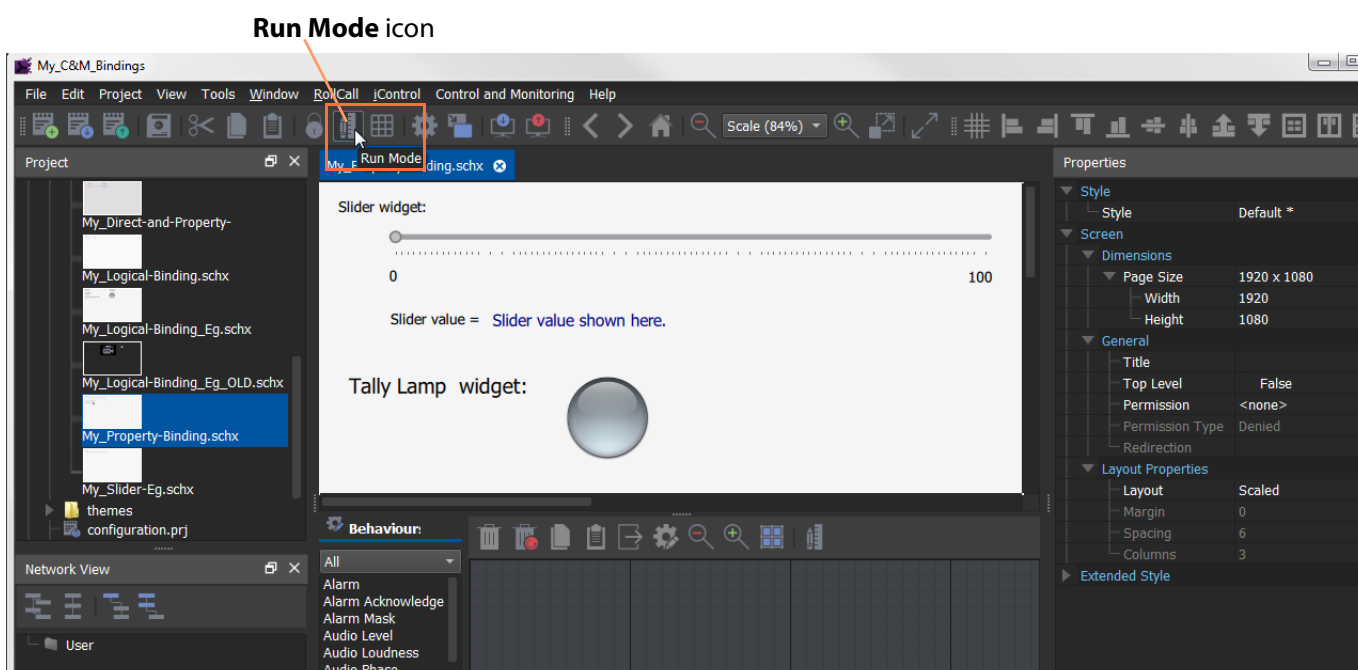 Run Mode icon
My_C&M_Bindings
File Edit Project View Tools Window RollCall iControl Control and Monitoring Help
Scale (84%)
Run Mode
Project
My_Direct-and-Property-
My_Logical-Binding.schx
My_Logical-Binding_Eg.schx
My_Logical-Binding_Eg_OLD.schx
My_Property-Binding.schx
My_Slider-Eg.schx
themes
configuration.prj
Network View
User
ding.schx
Slider widget:
0 100
Slider value = Slider value shown here.
Tally Lamp widget:
Behaviour
All
Alarm
Alarm Acknowledge
Alarm Mask
Audio Level
Audio Loudness
Audio Phase
Properties
Style
Style Default *
Screen
Dimensions
Page Size 1920 x 1080
Width 1920
Height 1080
General
Title
Top Level False
Permission <none>
Permission Type Denied
Redirection
Layout Properties
Layout Scaled
Margin 0
Spacing 6
Columns 3
Extended Style